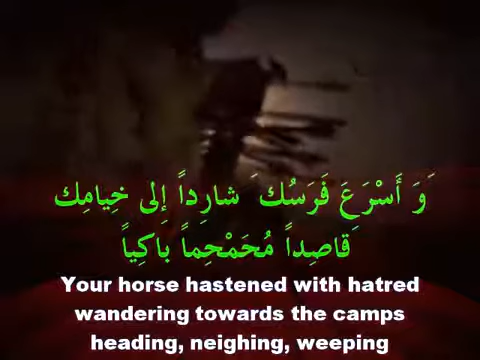 وَ أَسْرَعَ فَرَسُكَ شارِداً إِلى خِيامِك
قاصِداً مُحَمْحِماً باكِياً
Your horse hastened with hatred
wandering towards the camps
heading, neighing, weeping